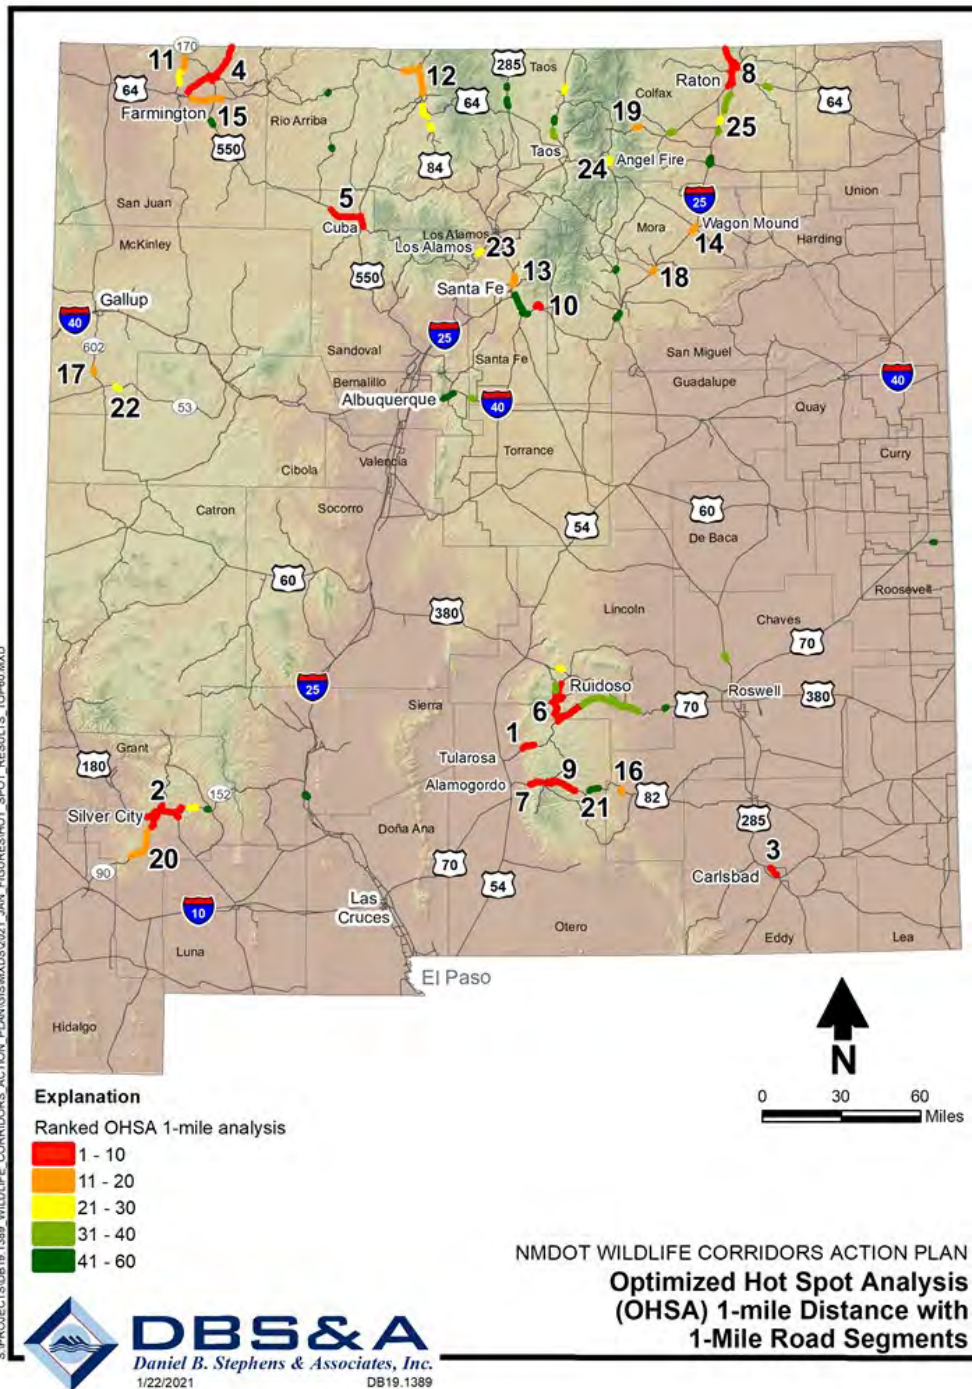 170
11
4
12
285
Taos
8
Raton
64
Farmington
15
Rio Arriba
64
Colfax
19
64
550
84
Taos
25
24
Angel Fire
San Juan
5
Cuba
25
Union
McKinley
Los Alamos
Los Alamos
23
Mora
Wagon Mound
14
Harding
550
13
Santa Fe
18
10
Gallup
40
25
602
Sandoval
Santa Fe
San Miguel
17
Bernalillo
Guadalupe
40
22
53
Albuquerque
40
Quay
Torrance
Curry
Valencia
Cibola
Catron
Socorro
60
54
De Baca
60
Roosevelt
380
Lincoln
Chaves
70
Ruidoso
25
Sierra
6
70
Roswell
380
1
Grant
Tularosa
180
9
16
2
152
Alamogordo
7
21
82
Silver City
Doña Ana
285
20
3
90
70
54
Carlsbad
Las
Cruces
10
Otero
Luna
Eddy
Lea
El Paso
Hidalgo
N
Explanation
Ranked OHSA 1-mile analysis
1 - 10
11 - 20
21 - 30
31 - 40
41 - 60
0 30 60
Miles
NMDOT WILDLIFE CORRIDORS ACTION PLAN
Optimized Hot Spot Analysis
(OHSA) 1-mile Distance with
1-Mile Road Segments
DBS&A
Daniel B. Stephens & Associates, Inc.
1/22/2021 DB19.1389